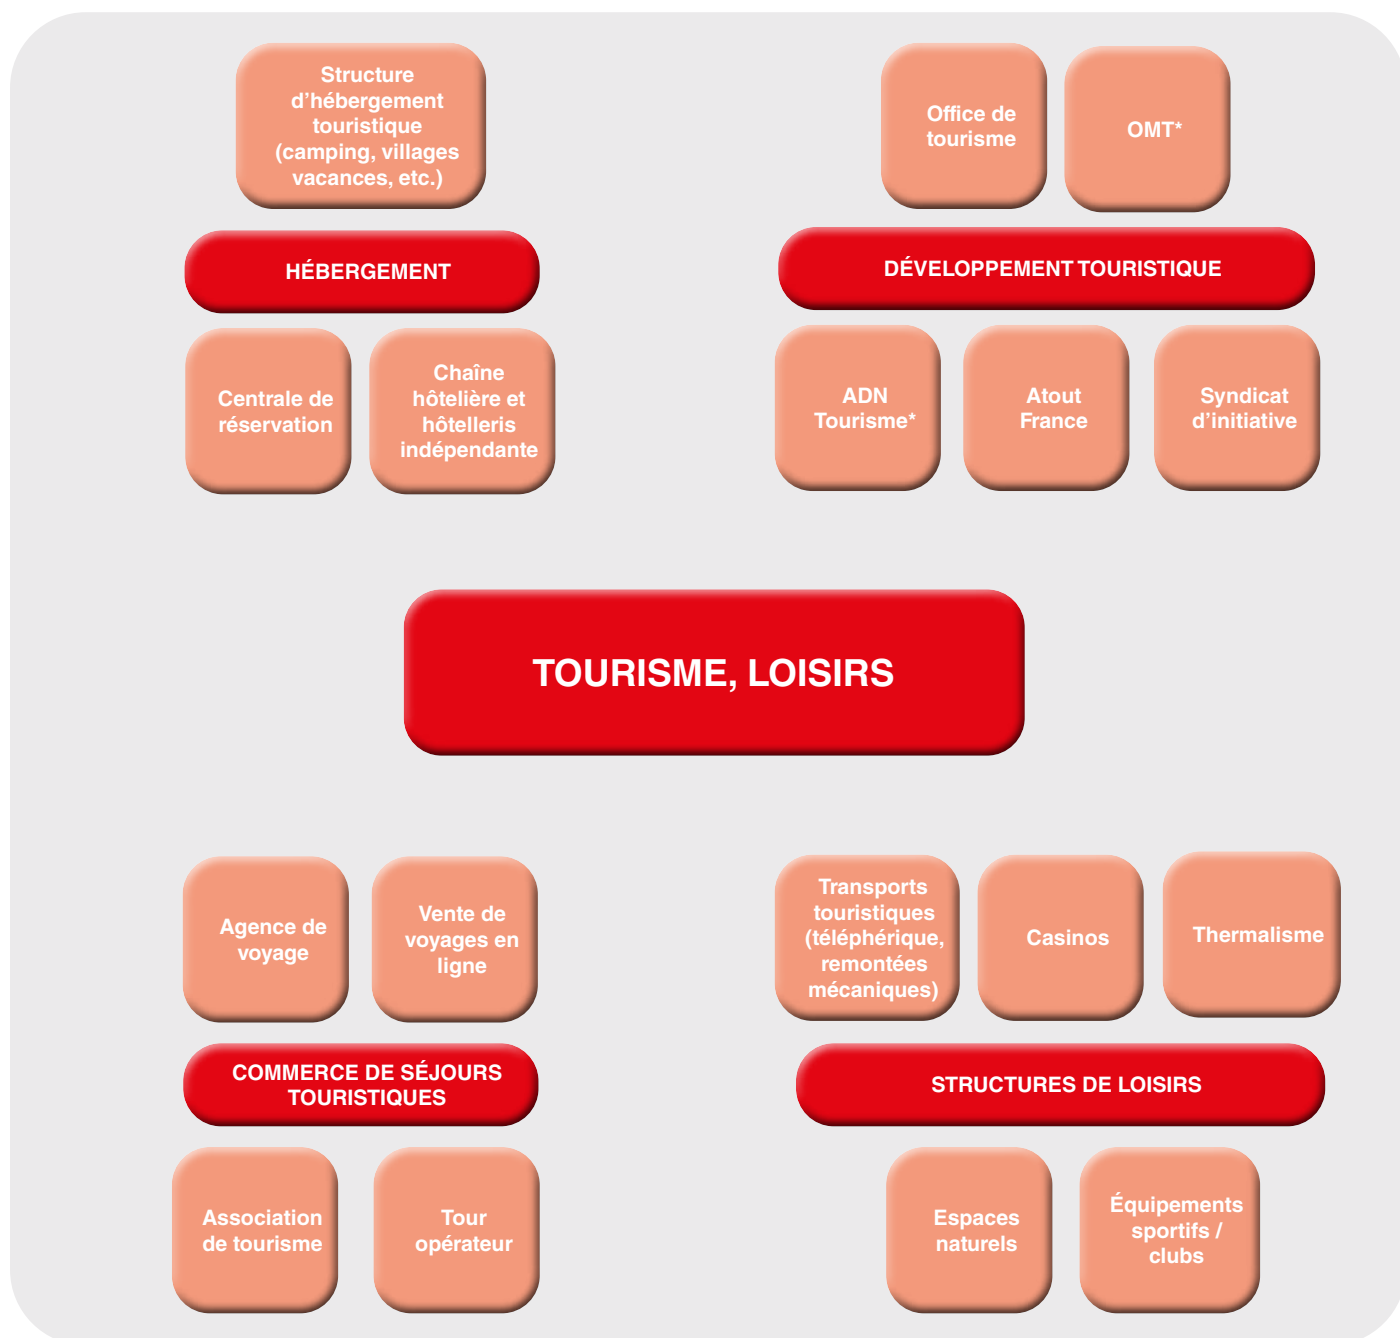 Structure
d'hébergement
touristique
(camping, villages
vacances, etc.)
Office de
tourisme
OMT*
HÉBERGEMENT
DÉVELOPPEMENT TOURISTIQUE
Centrale de
réservation
Chaîne
hôtelière et
hôtelleris
indépendante
ADN
Tourisme*
Atout
France
Syndicat
d'initiative
TOURISME, LOISIRS
Agence de
voyage
Vente de
voyages en
ligne
Transports
touristiques
(téléphérique,
remontées
mécaniques)
Casinos
Thermalisme
COMMERCE DE SÉJOURS
TOURISTIQUES
STRUCTURES DE LOISIRS
Association
de tourisme
Tour
opérateur
Espaces
naturels
Équipements
sportifs /
clubs